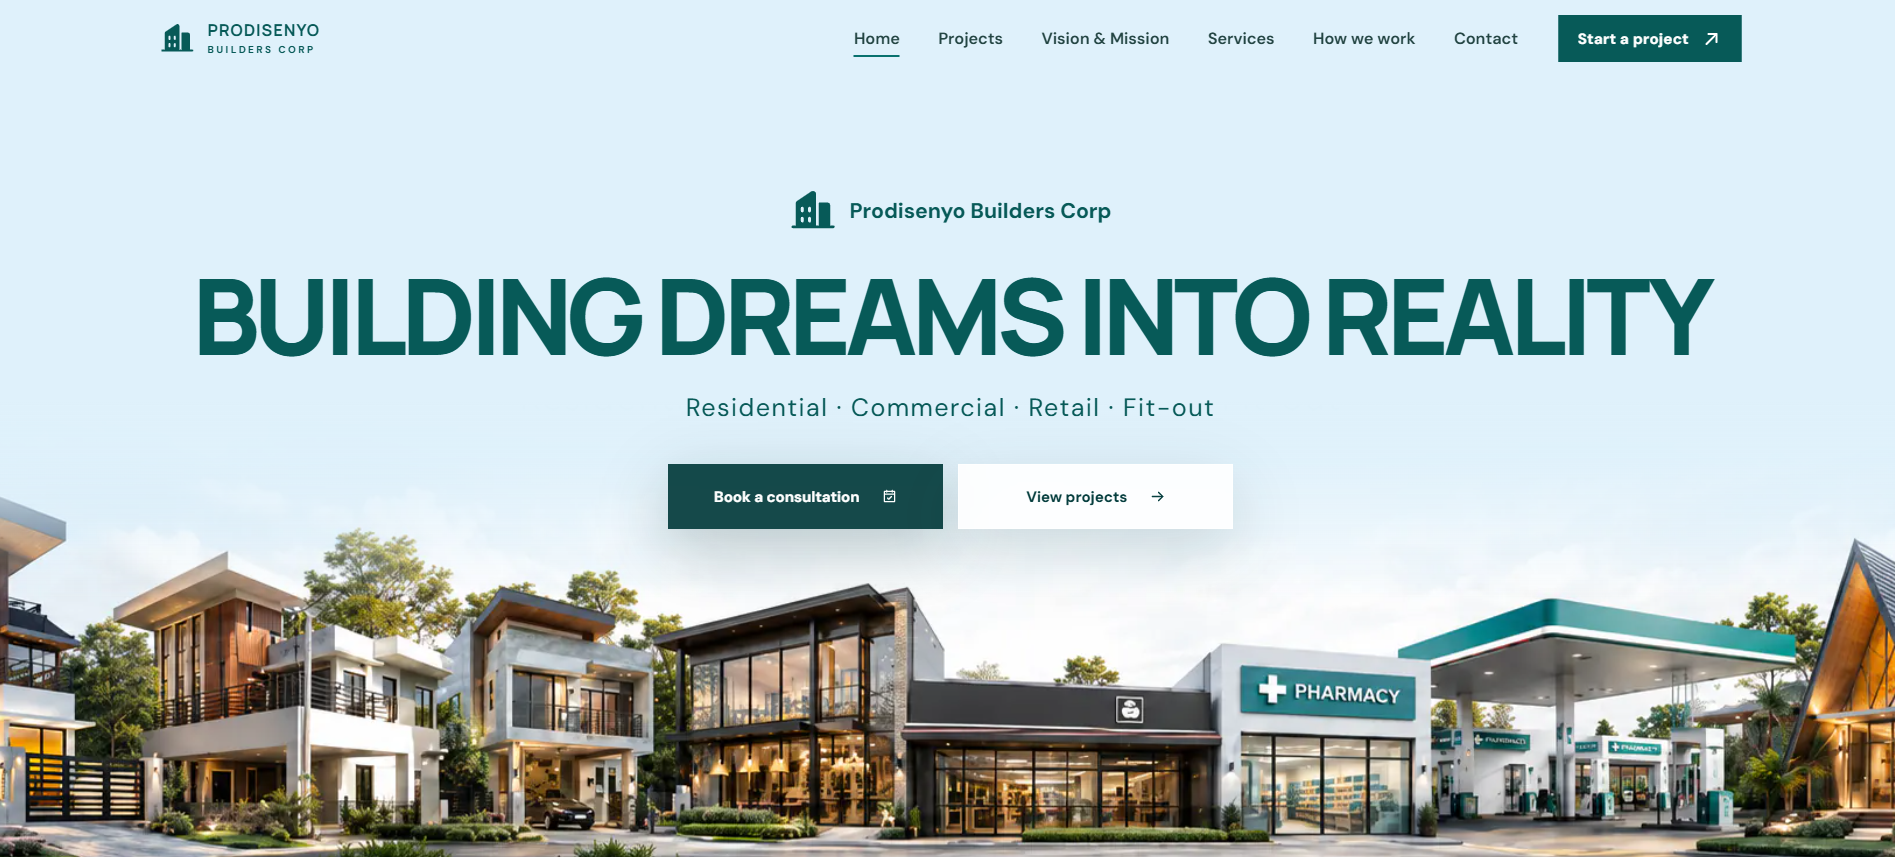 PRODISENYO
BUILDERS CORP
Home Projects Vision & Mission Services How we work Contact Start a project
Prodisenyo Builders Corp
BUILDING DREAMS INTO REALITY
Residential · Commercial · Retail · Fit-out
Book a consultation View projects
PHARMACY